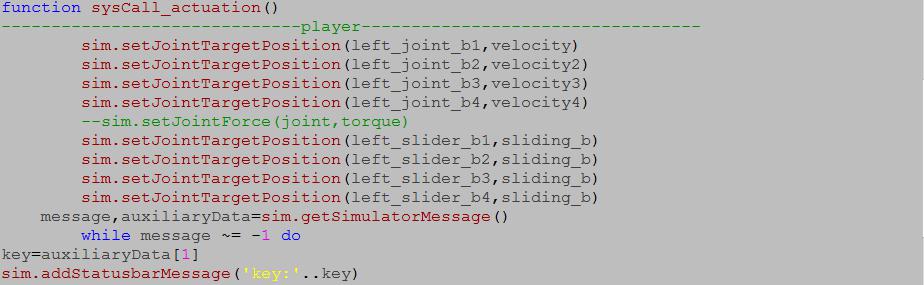 function sysCall_actuation()
------------------------------player----------------------------------
sim.setJointTargetPosition(left_joint_b1,velocity)
sim.setJointTargetPosition(left_joint_b2,velocity2)
sim.setJointTargetPosition(left_joint_b3,velocity3)
sim.setJointTargetPosition(left_joint_b4,velocity4)
--sim.setJointForce(joint,torque)
sim.setJointTargetPosition(left_slider_b1,sliding_b)
sim.setJointTargetPosition(left_slider_b2,sliding_b)
sim.setJointTargetPosition(left_slider_b3,sliding_b)
sim.setJointTargetPosition(left_slider_b4,sliding_b)
message,auxiliaryData=sim.getSimulatorMessage()
while message ~= -1 do
key=auxiliaryData[1]
sim.addStatusbarMessage('key:'..key)